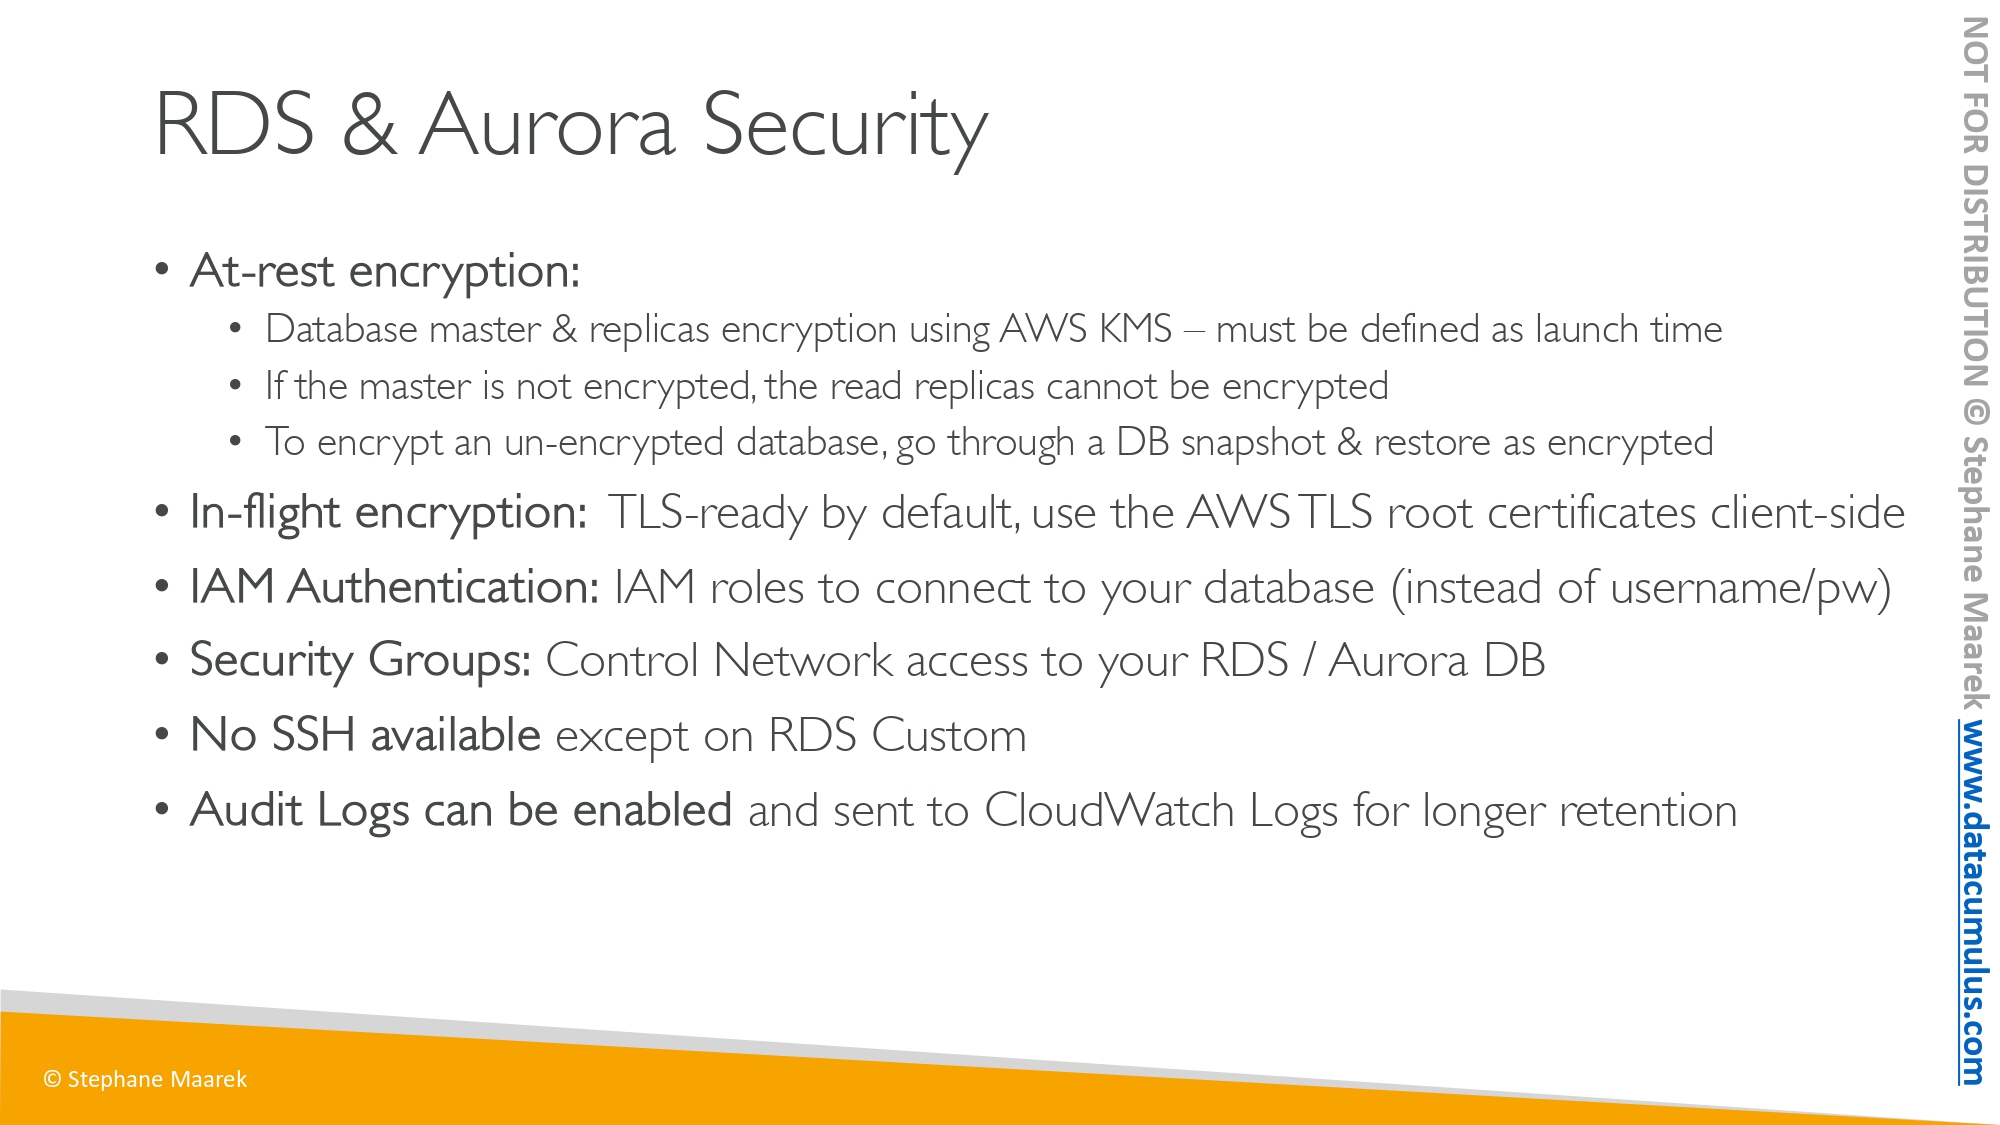 RDS & Aurora Security
• At-rest encryption:
• Database master & replicas encryption using AWS KMS – must be defined as launch time
• If the master is not encrypted, the read replicas cannot be encrypted
• To encrypt an un-encrypted database, go through a DB snapshot & restore as encrypted
• In-flight encryption: TLS-ready by default, use the AWS TLS root certificates client-side
• IAM Authentication: IAM roles to connect to your database (instead of username/pw)
• Security Groups: Control Network access to your RDS / Aurora DB
• No SSH available except on RDS Custom
• Audit Logs can be enabled and sent to CloudWatch Logs for longer retention
© Stephane Maarek
NOT FOR DISTRIBUTION © Stephane Maarek www.datacumulus.com